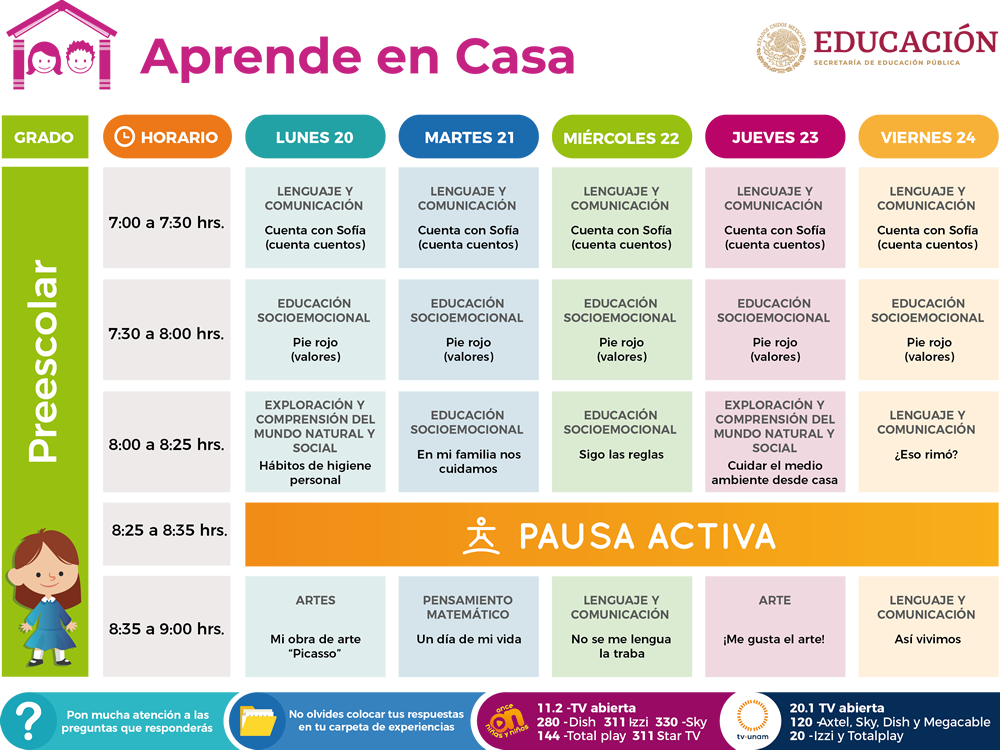 Aprende en Casa
ESTADOS UNIDOS MEXICANOS
EDUCACIÓN
SECRETARÍA DE EDUCACIÓN PÚBLICA
GRADO
HORARIO
LUNES 20
MARTES 21
MIÉRCOLES 22
JUEVES 23
VIERNES 24
Preescolar
7:00 a 7:30 hrs.
LENGUAJE Y
COMUNICACIÓN
Cuenta con Sofía
(cuenta cuentos)
LENGUAJE Y
COMUNICACIÓN
Cuenta con Sofía
(cuenta cuentos)
LENGUAJE Y
COMUNICACIÓN
Cuenta con Sofía
(cuenta cuentos)
LENGUAJE Y
COMUNICACIÓN
Cuenta con Sofía
(cuenta cuentos)
LENGUAJE Y
COMUNICACIÓN
Cuenta con Sofía
(cuenta cuentos)
7:30 a 8:00 hrs.
EDUCACIÓN
SOCIOEMOCIONAL
Pie rojo
(valores)
EDUCACIÓN
SOCIOEMOCIONAL
Pie rojo
(valores)
EDUCACIÓN
SOCIOEMOCIONAL
Pie rojo
(valores)
EDUCACIÓN
SOCIOEMOCIONAL
Pie rojo
(valores)
EDUCACIÓN
SOCIOEMOCIONAL
Pie rojo
(valores)
8:00 a 8:25 hrs.
EXPLORACIÓN Y
COMPRENSIÓN DEL
MUNDO NATURAL Y
SOCIAL
Hábitos de higiene
personal
EDUCACIÓN
SOCIOEMOCIONAL
En mi familia nos
cuidamos
EDUCACIÓN
SOCIOEMOCIONAL
Sigo las reglas
EXPLORACIÓN Y
COMPRENSIÓN DEL
MUNDO NATURAL Y
SOCIAL
Cuidar el medio
ambiente desde casa
LENGUAJE Y
COMUNICACIÓN
¿Eso rimó?
8:25 a 8:35 hrs.
PAUSA ACTIVA
8:35 a 9:00 hrs.
ARTES
Mi obra de arte
“Picasso”
PENSAMIENTO
MATEMÁTICO
Un día de mi vida
LENGUAJE Y
COMUNICACIÓN
No se me lengua
la traba
ARTE
¡Me gusta el arte!
LENGUAJE Y
COMUNICACIÓN
Así vivimos
?
Pon mucha atención a las
preguntas que responderás
No olvides colocar tus respuestas
en tu carpeta de experiencias
once
niñas y niños
11.2 -TV abierta
280 -Dish 311 Izzi 330 -Sky
144 -Total play 311 Star TV
tv·unam
20.1 TV abierta
120 -Axtel, Sky, Dish y Megacable
20 -Izzi y Totalplay